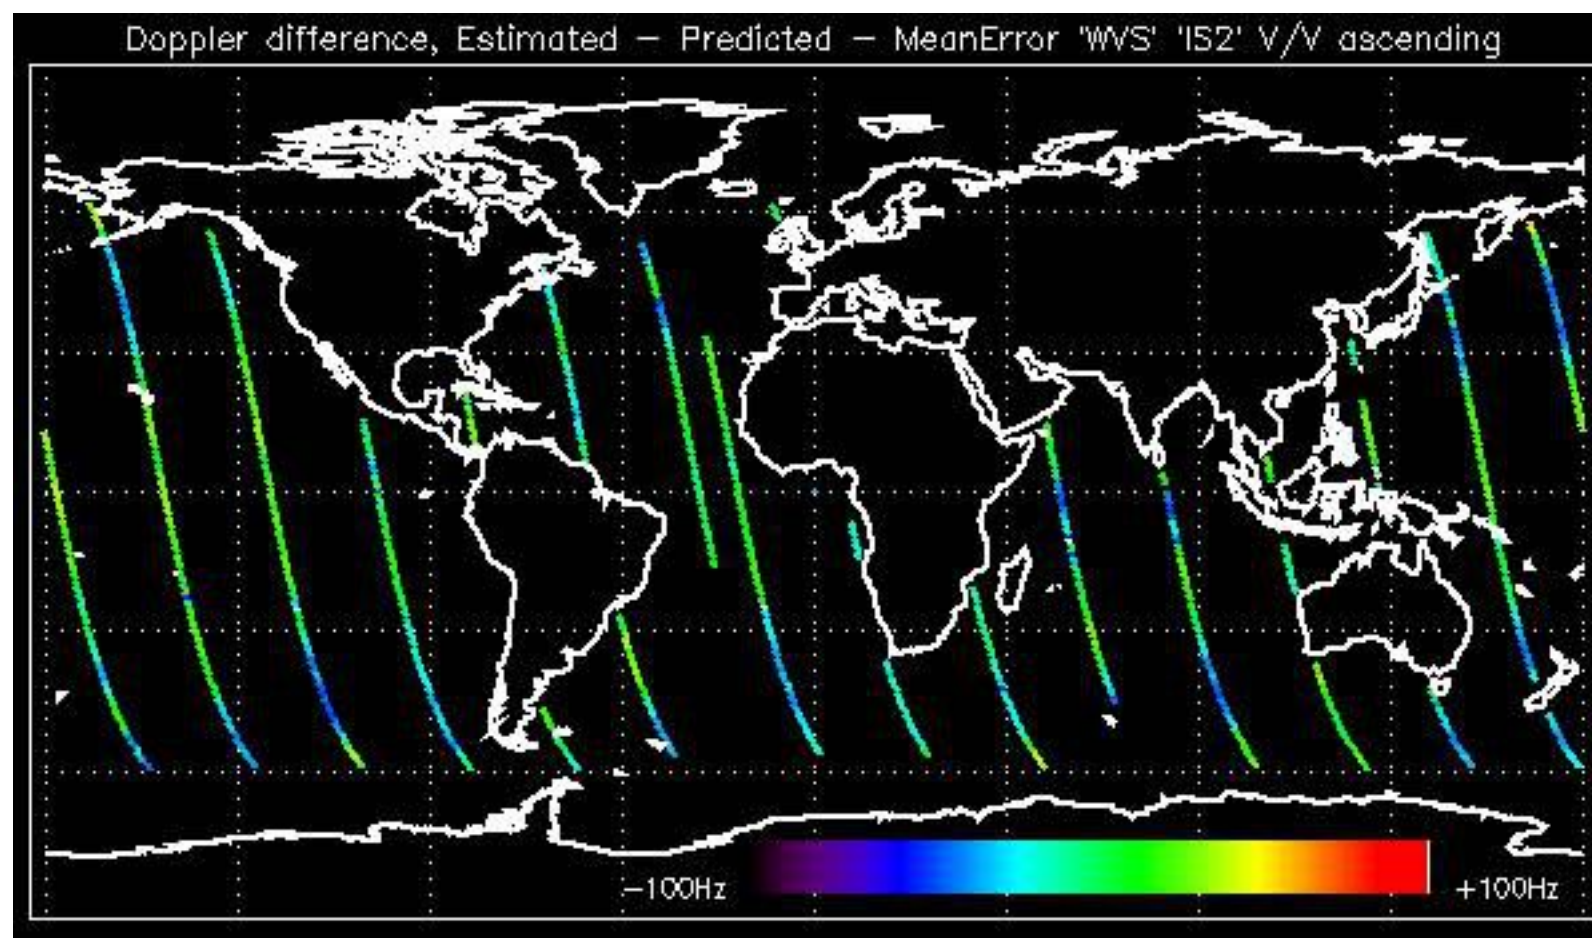 Doppler difference, Estimated – Predicted – MeanError 'WVS' 'IS2' V/V ascending
–100Hz
+100Hz